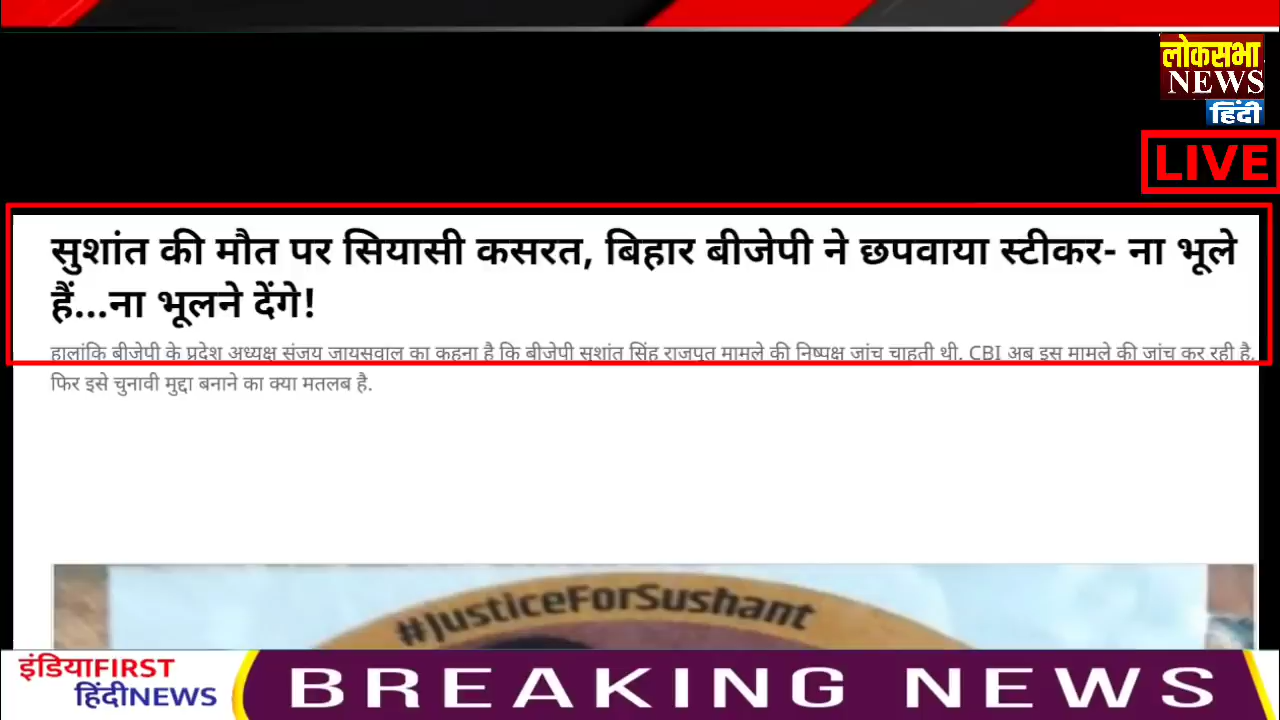 लोकसभा
NEWS
हिंदी
LIVE
सुशांत की मौत पर सियासी कसरत, बिहार बीजेपी ने छपवाया स्टीकर- ना भूले
हैं...ना भूलने देंगे!
हालांकि बीजेपी के प्रदेश अध्यक्ष संजय जायसवाल का कहना है कि बीजेपी सुशांत सिंह राजपूत मामले की निष्पक्ष जांच चाहती थी. CBI अब इस मामले की जांच कर रही है.
फिर इसे चुनावी मुद्दा बनाने का क्या मतलब है.
#JusticeForSushant
इंडियाFIRST
हिंदीNEWS
BREAKING NEWS